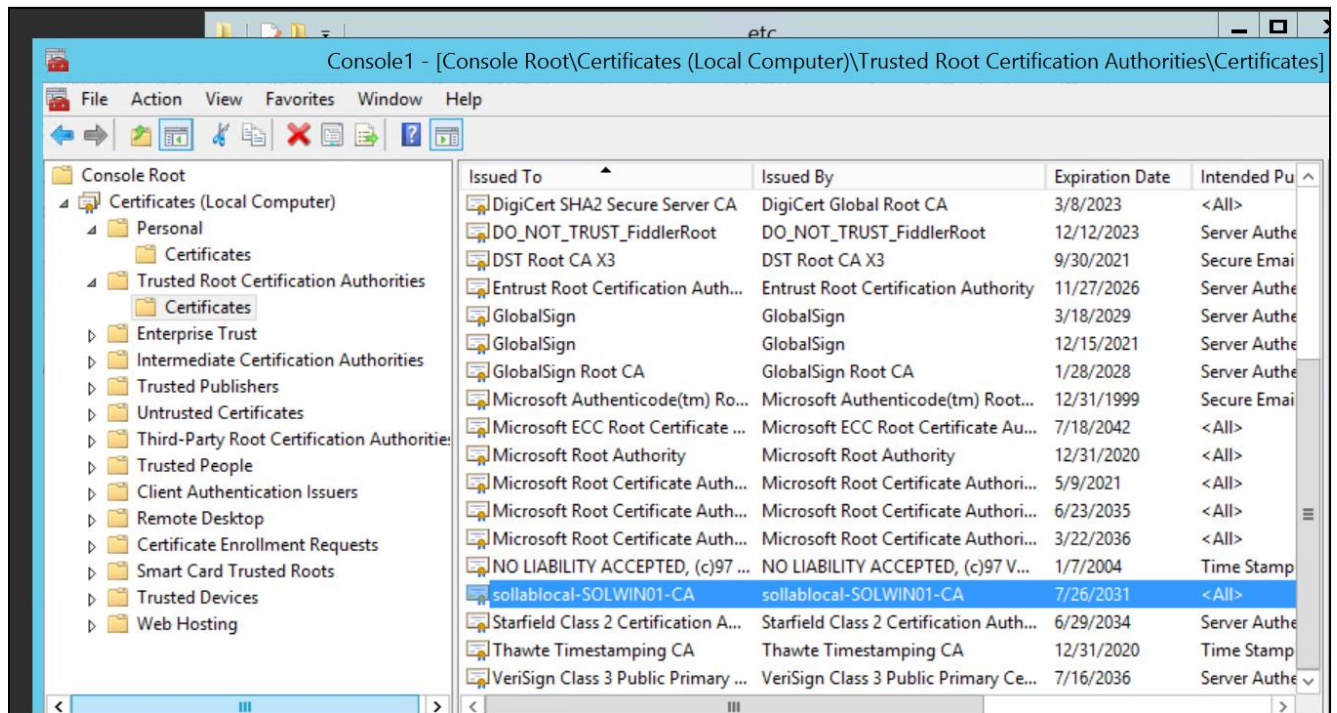 etc
Console1 - [Console Root\Certificates (Local Computer)\Trusted Root Certification Authorities\Certificates]
File Action View Favorites Window Help
Console Root
Certificates (Local Computer)
Personal
Certificates
Trusted Root Certification Authorities
Certificates
Enterprise Trust
Intermediate Certification Authorities
Trusted Publishers
Untrusted Certificates
Third-Party Root Certification Authorities
Trusted People
Client Authentication Issuers
Remote Desktop
Certificate Enrollment Requests
Smart Card Trusted Roots
Trusted Devices
Web Hosting
Issued To Issued By Expiration Date Intended Pu
DigiCert SHA2 Secure Server CA DigiCert Global Root CA 3/8/2023 <All>
DO_NOT_TRUST_FiddlerRoot DO_NOT_TRUST_FiddlerRoot 12/12/2023 Server Authe
DST Root CA X3 DST Root CA X3 9/30/2021 Secure Emai
Entrust Root Certification Auth... Entrust Root Certification Authority 11/27/2026 Server Authe
GlobalSign GlobalSign 3/18/2029 Server Authe
GlobalSign GlobalSign 12/15/2021 Server Authe
GlobalSign Root CA GlobalSign Root CA 1/28/2028 Server Authe
Microsoft Authenticode(tm) Ro... Microsoft Authenticode(tm) Root... 12/31/1999 Secure Emai
Microsoft ECC Root Certificate ... Microsoft ECC Root Certificate Au... 7/18/2042 <All>
Microsoft Root Authority Microsoft Root Authority 12/31/2020 <All>
Microsoft Root Certificate Auth... Microsoft Root Certificate Authori... 5/9/2021 <All>
Microsoft Root Certificate Auth... Microsoft Root Certificate Authori... 6/23/2035 <All>
Microsoft Root Certificate Auth... Microsoft Root Certificate Authori... 3/22/2036 <All>
NO LIABILITY ACCEPTED, (c)97 ... NO LIABILITY ACCEPTED, (c)97 V... 1/7/2004 Time Stamp
sollablocal-SOLWIN01-CA sollablocal-SOLWIN01-CA 7/26/2031 <All>
Starfield Class 2 Certification A... Starfield Class 2 Certification Auth... 6/29/2034 Server Authe
Thawte Timestamping CA Thawte Timestamping CA 12/31/2020 Time Stamp
VeriSign Class 3 Public Primary ... VeriSign Class 3 Public Primary Ce... 7/16/2036 Server Authe